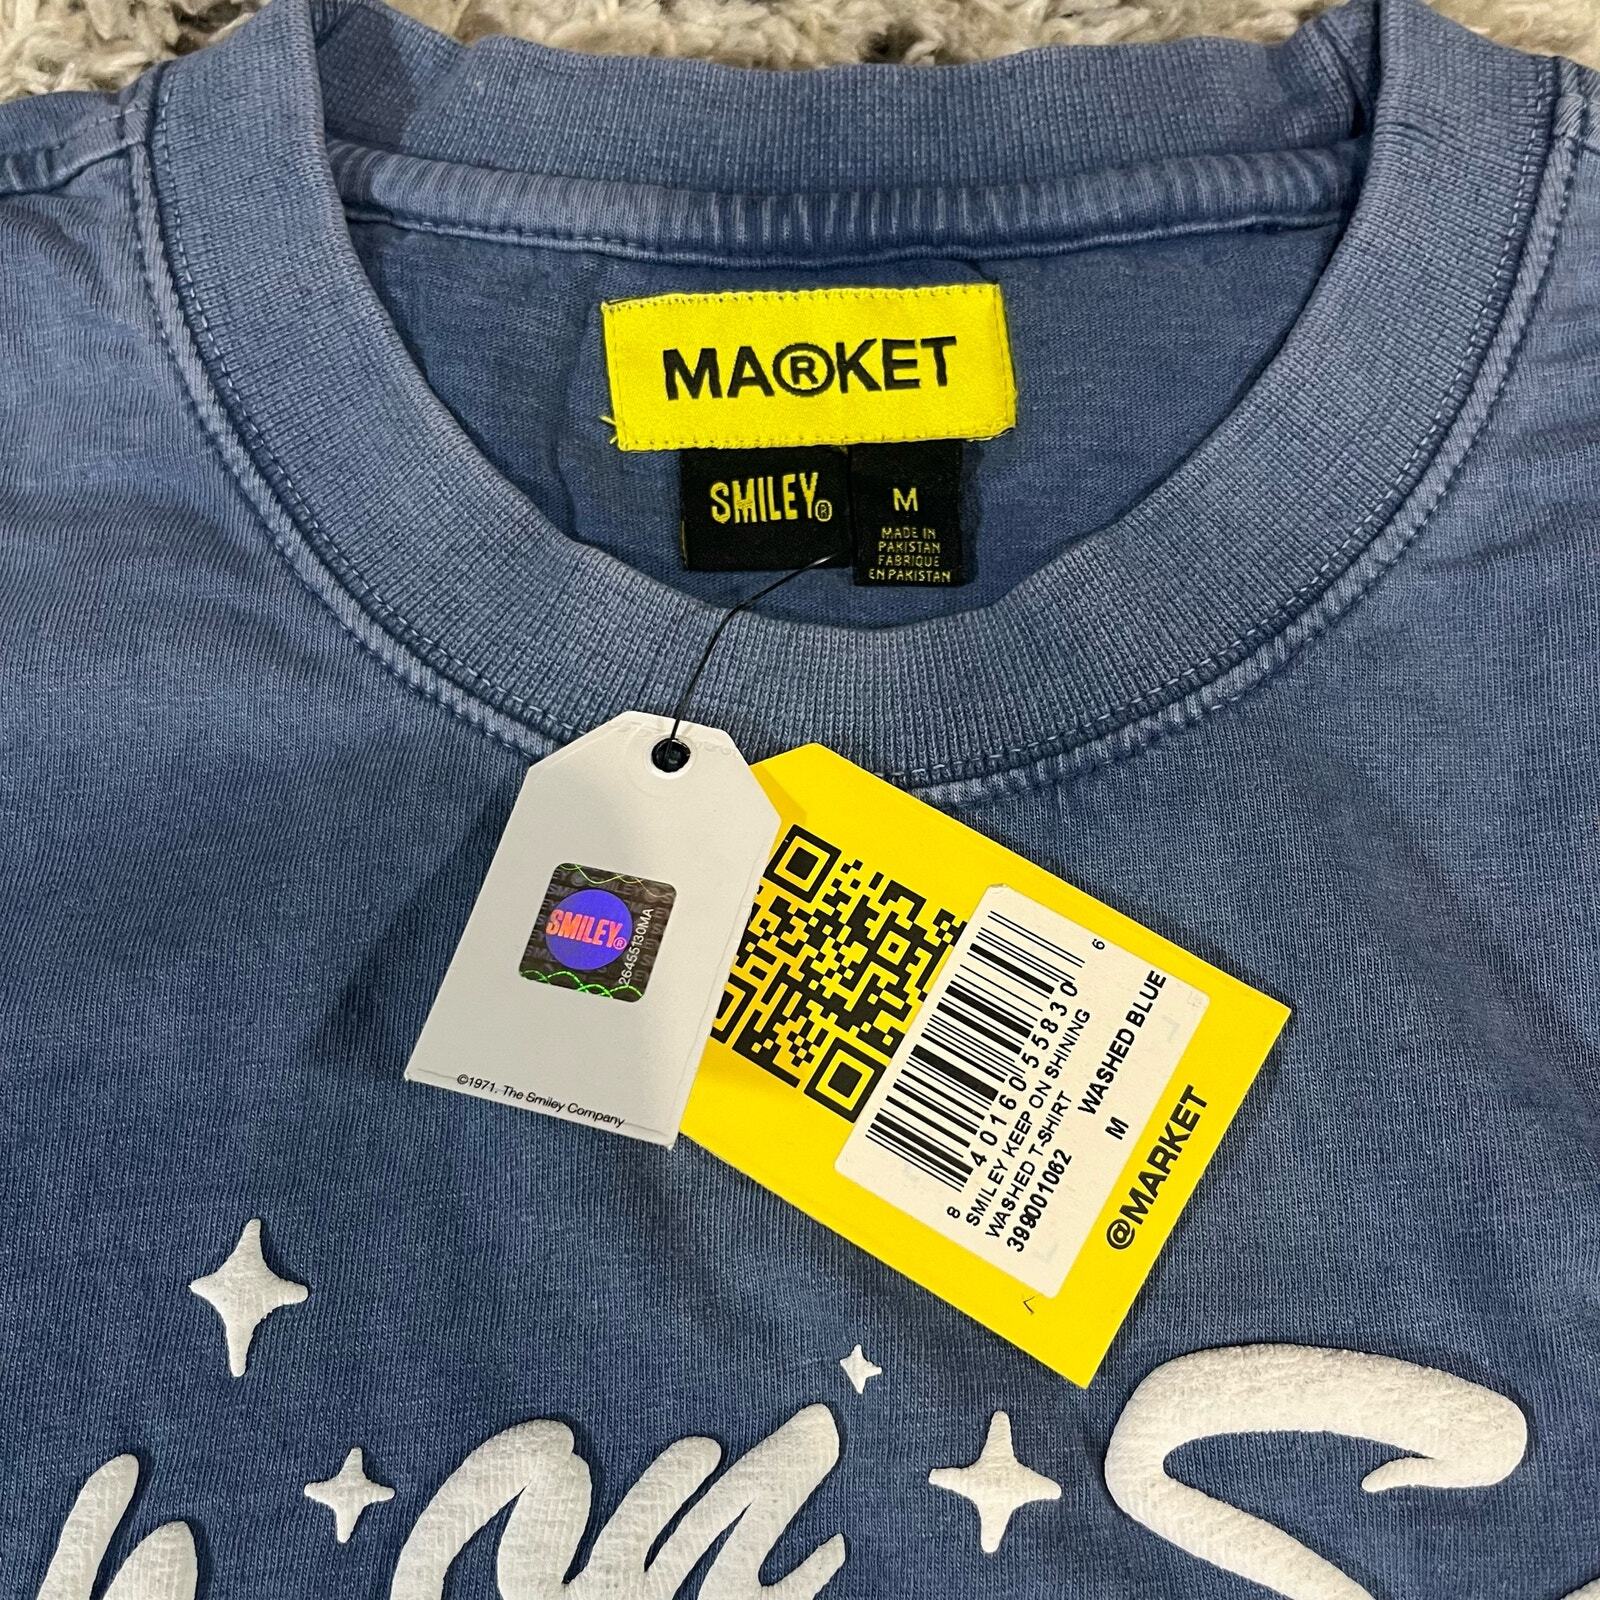 MA®KET
SMILEY®
M
MADE IN
PAKISTAN
FABRIQUE
EN PAKISTAN
SMILEY®
26455130MA
©1971, The Smiley Company
8 40160 55830 6
SMILEY KEEP ON SHINING
WASHED T-SHIRT
399001062
WASHED BLUE
M
@MARKET